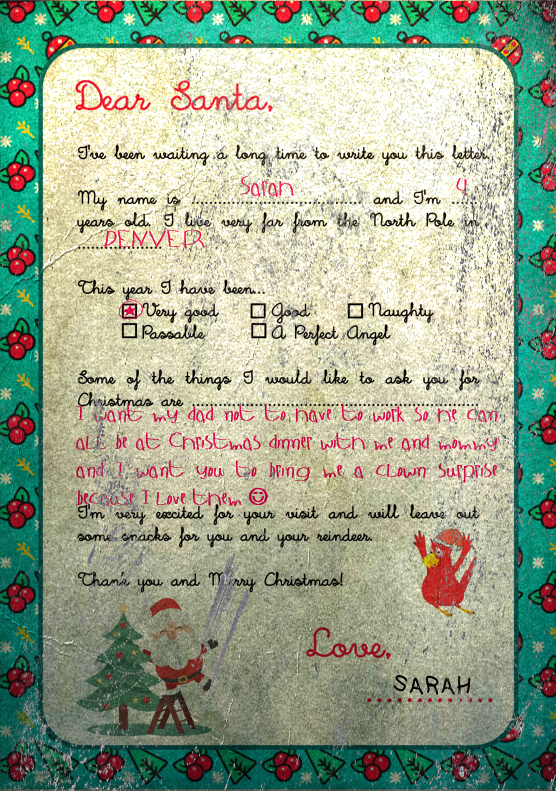 Dear Santa,
I've been waiting a long time to write you this letter.
My name is Sarah and I'm 4
years old. I live very far from the North Pole in
DENVER
This year I have been...
Very good Good Naughty
Passable A Perfect Angel
Some of the things I would like to ask you for
Christmas are
I want my dad not to have to work so he can
all be at Christmas dinner with me and mommy
and I want you to bring me a clown surprise
because I Love them ☺
I'm very excited for your visit and will leave out
some snacks for you and your reindeer.
Thank you and Merry Christmas!
Love,
SARAH